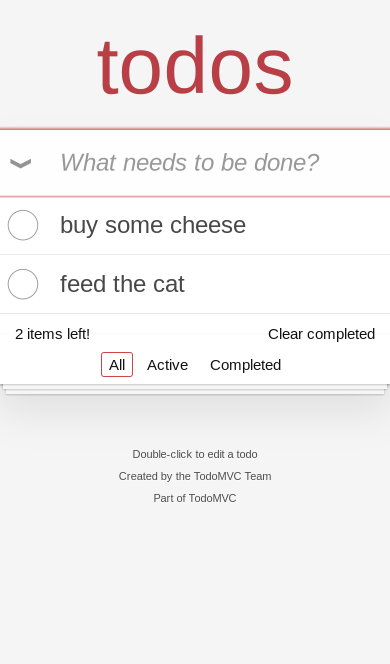 todos
What needs to be done?
buy some cheese
feed the cat
2 items left!
Clear completed
All
Active
Completed
Double-click to edit a todo
Created by the TodoMVC Team
Part of TodoMVC